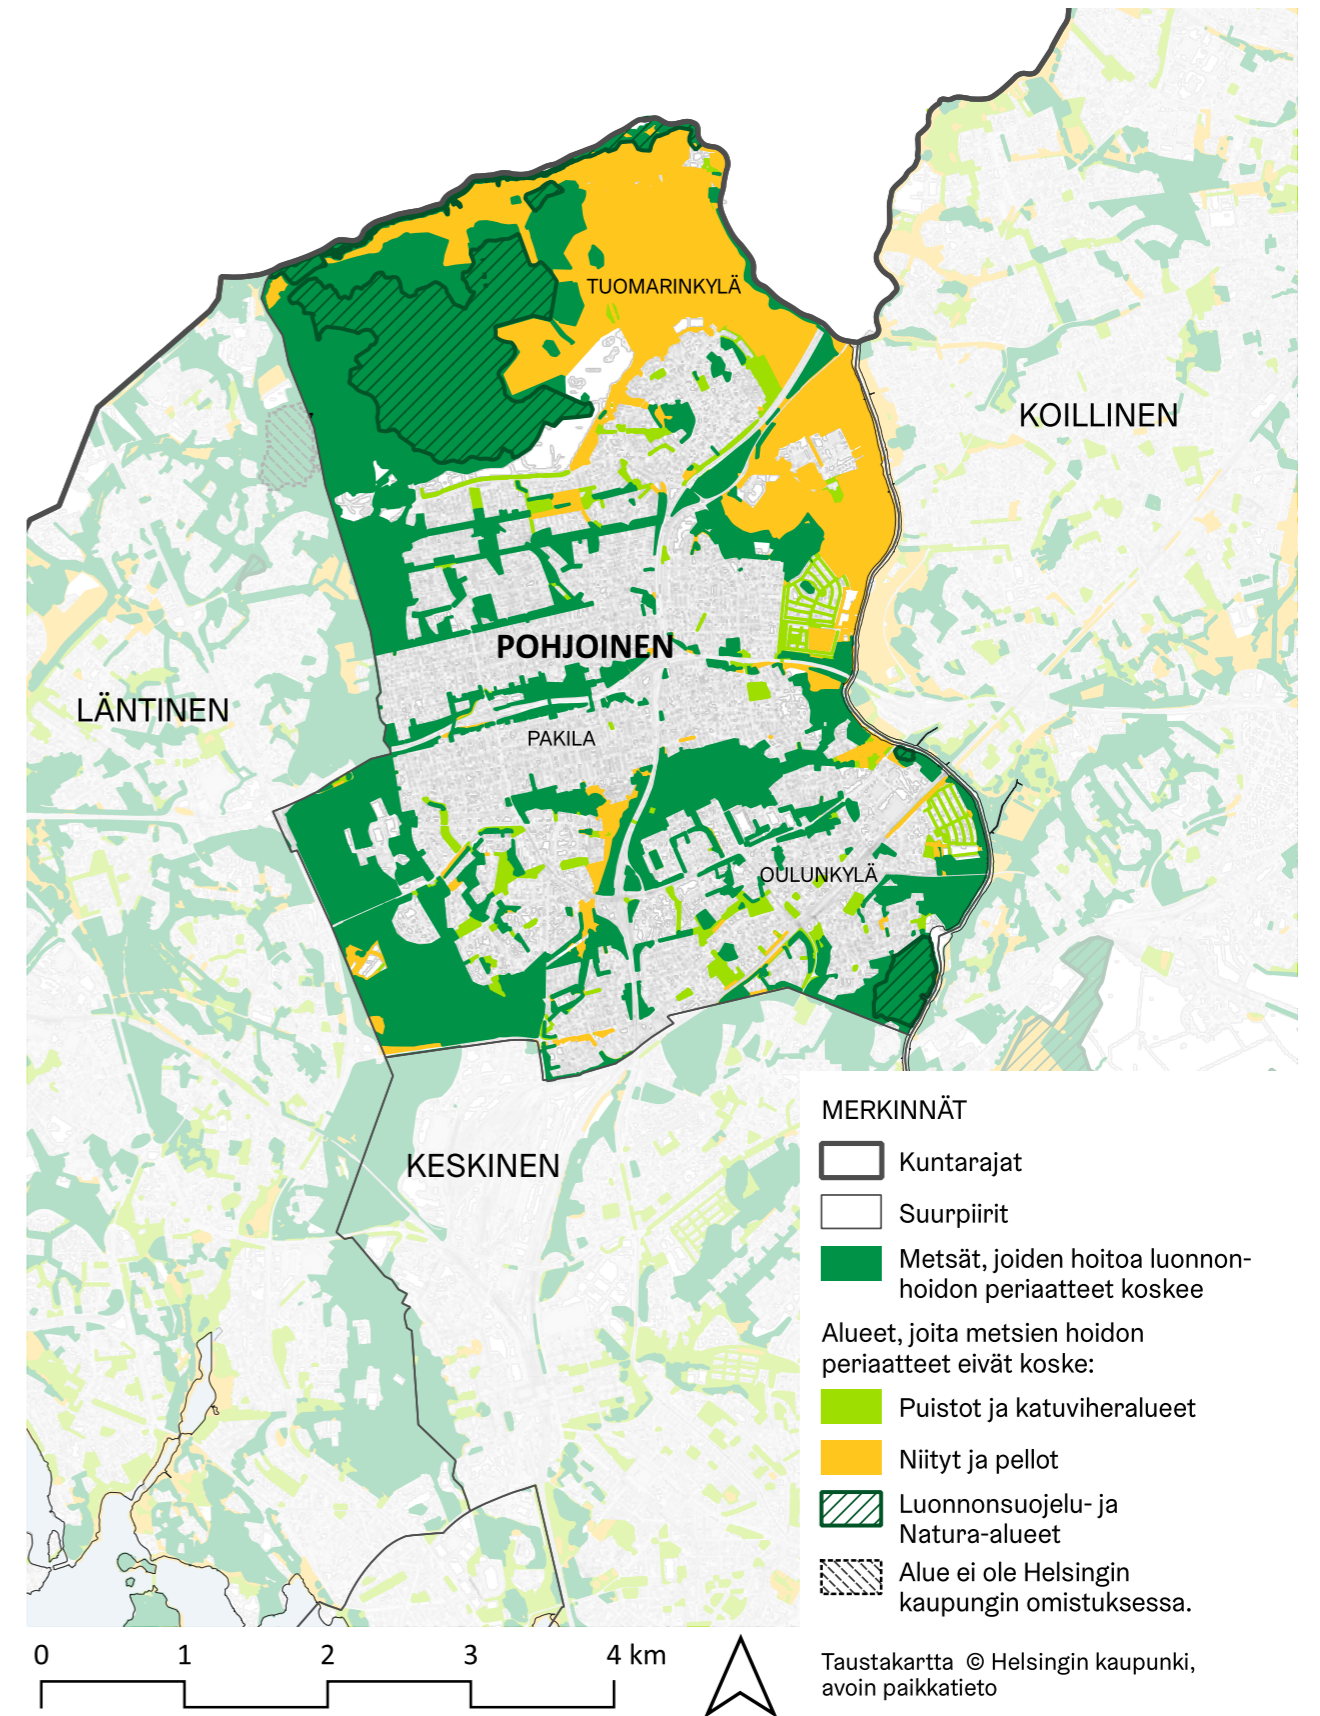 TUOMARINKYLÄ
KOILLINEN
POHJOINEN
LÄNTINEN
PAKILA
OULUNKYLÄ
KESKINEN
MERKINNÄT
Kuntarajat
Suurpiirit
Metsät, joiden hoitoa luonnon-
hoidon periaatteet koskee
Alueet, joita metsien hoidon
periaatteet eivät koske:
Puistot ja katuviheralueet
Niityt ja pellot
Luonnonsuojelu- ja
Natura-alueet
Alue ei ole Helsingin
kaupungin omistuksessa.
0 1 2 3 4 km
Taustakartta © Helsingin kaupunki,
avoin paikkatieto